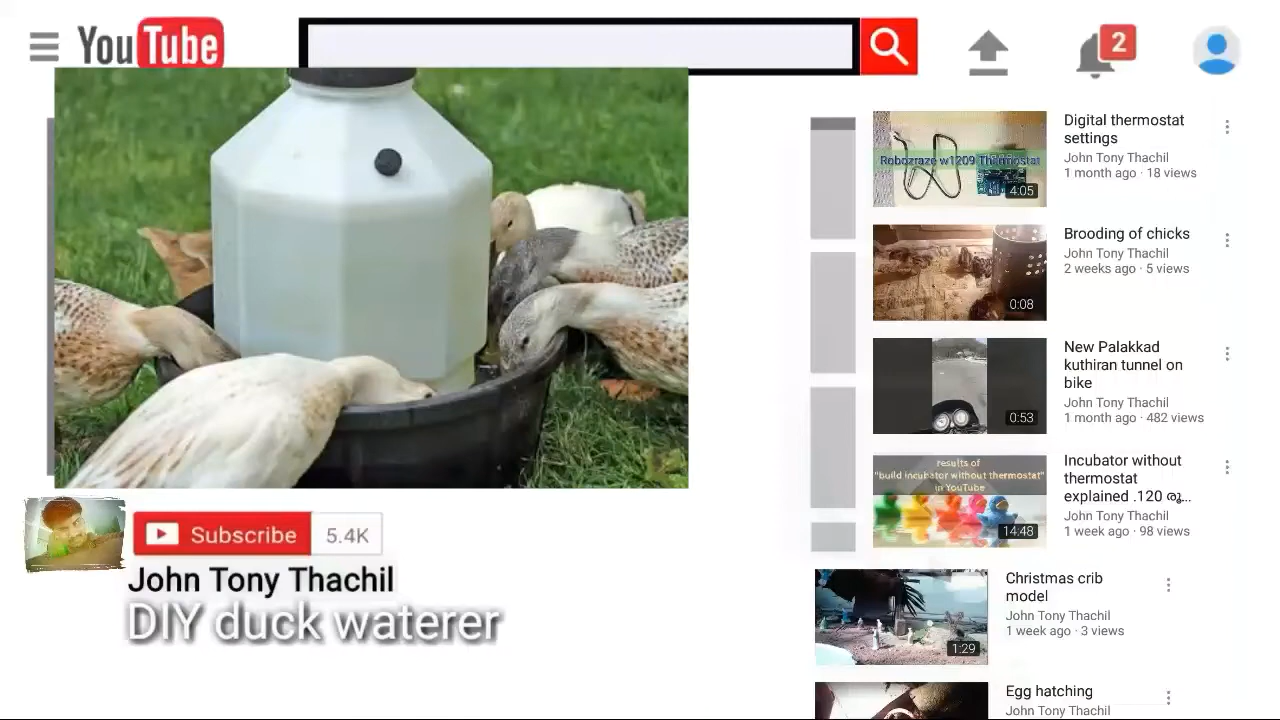 YouTube
2
Digital thermostat
settings
John Tony Thachil
1 month ago · 18 views
Robozraze w1209 Thermostat
4:05
Brooding of chicks
John Tony Thachil
2 weeks ago · 5 views
0:08
New Palakkad
kuthiran tunnel on
bike
John Tony Thachil
1 month ago · 482 views
0:53
results of
"build incubator without thermostat"
in YouTube
14:48
Incubator without
thermostat
explained .120 രൂ...
John Tony Thachil
1 week ago · 98 views
Subscribe 5.4K
John Tony Thachil
DIY duck waterer
Christmas crib
model
John Tony Thachil
1 week ago · 3 views
1:29
Egg hatching
John Tony Thachil